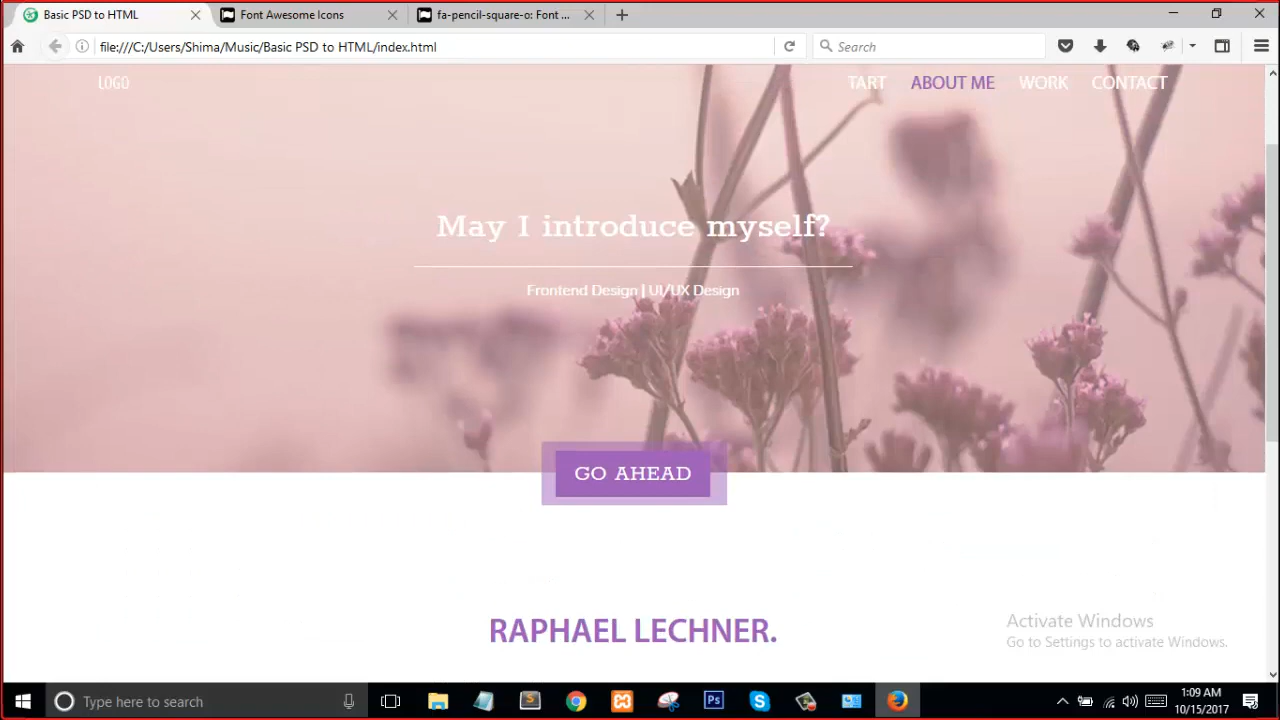 Basic PSD to HTML
Font Awesome Icons
fa-pencil-square-o: Font ...
file:///C:/Users/Shima/Music/Basic PSD to HTML/index.html
Search
LOGO
TART ABOUT ME WORK CONTACT
May I introduce myself?
Frontend Design | UI/UX Design
GO AHEAD
RAPHAEL LECHNER.
Activate Windows
Go to Settings to activate Windows.
Type here to search
Ps
1:09 AM
10/15/2017